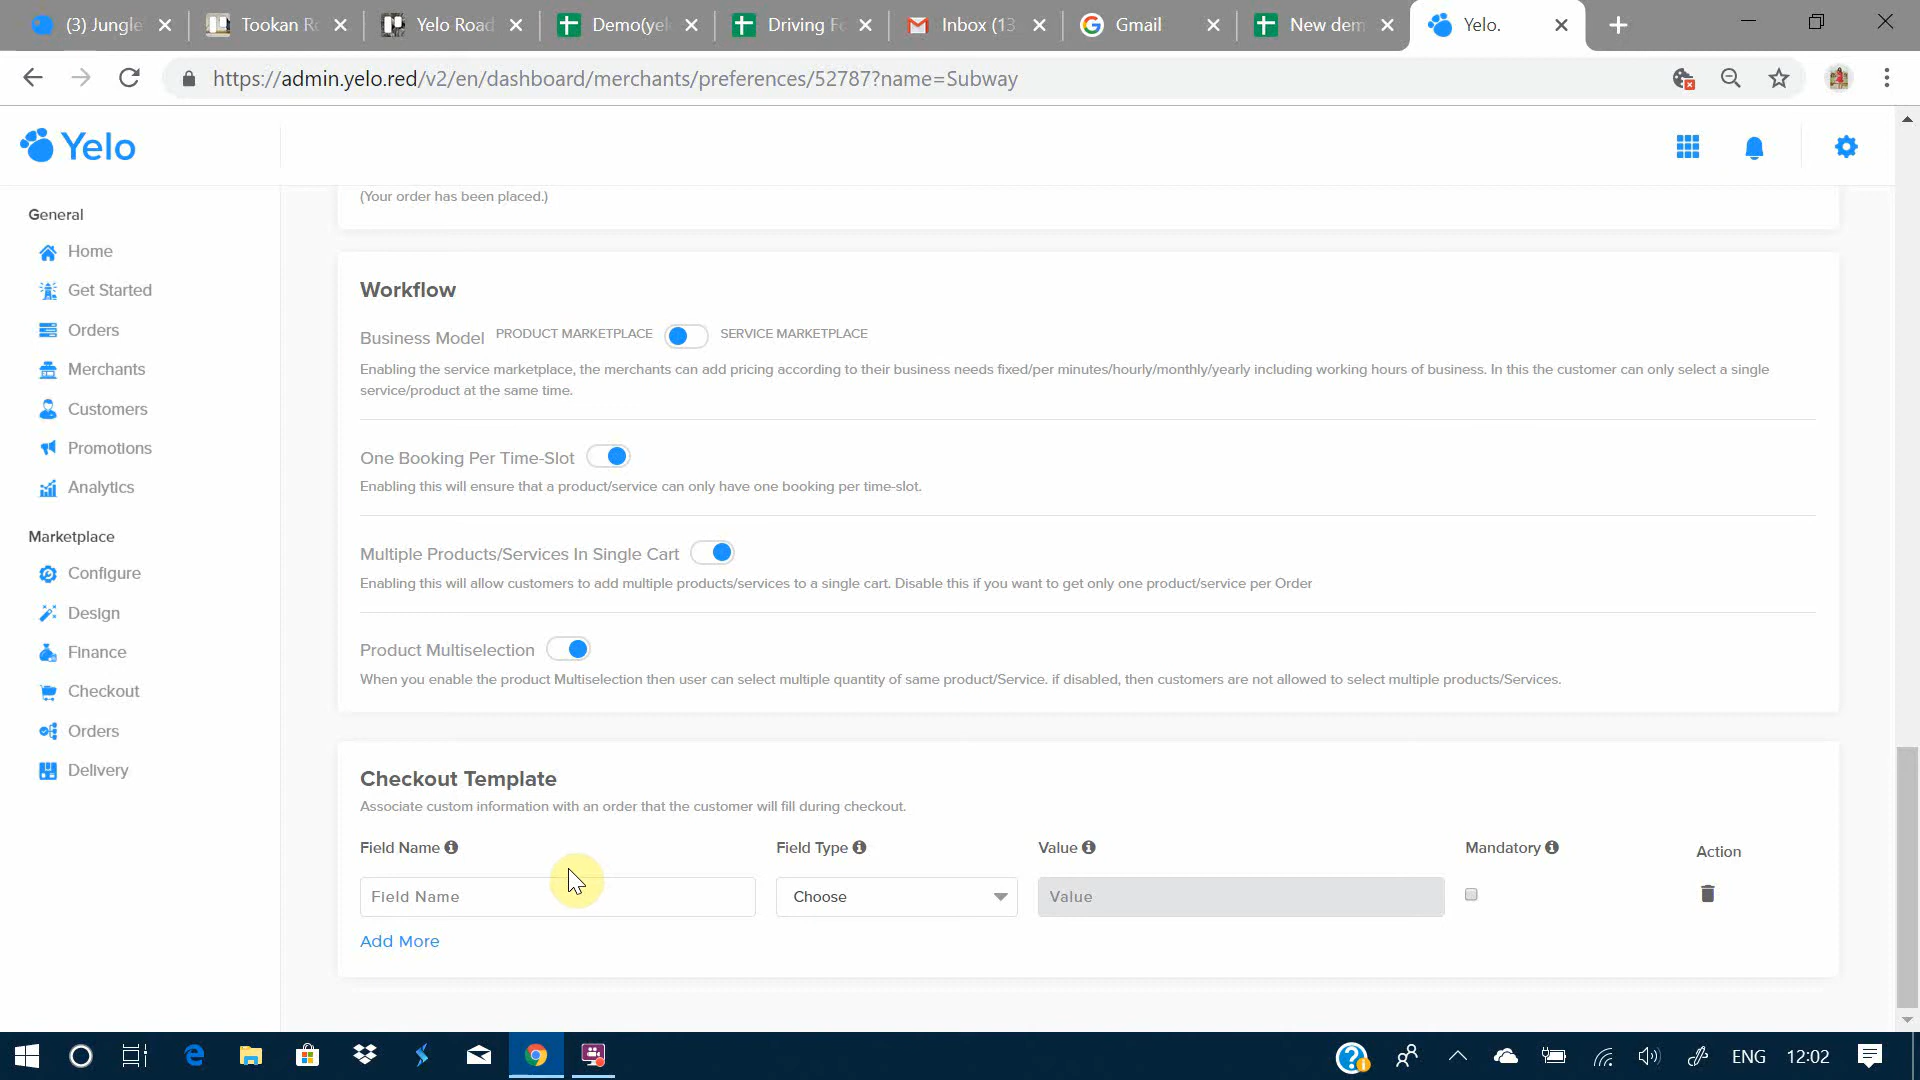 (3) Jungle
Tookan R
Yelo Road
Demo(yel
Driving F
Inbox (13
Gmail
New dem
Yelo.
https://admin.yelo.red/v2/en/dashboard/merchants/preferences/52787?name=Subway
Yelo
General
Home
Get Started
Orders
Merchants
Customers
Promotions
Analytics
Marketplace
Configure
Design
Finance
Checkout
Orders
Delivery
(Your order has been placed.)
Workflow
Business Model PRODUCT MARKETPLACE SERVICE MARKETPLACE
Enabling the service marketplace, the merchants can add pricing according to their business needs fixed/per minutes/hourly/monthly/yearly including working hours of business. In this the customer can only select a single
service/product at the same time.
One Booking Per Time-Slot
Enabling this will ensure that a product/service can only have one booking per time-slot.
Multiple Products/Services In Single Cart
Enabling this will allow customers to add multiple products/services to a single cart. Disable this if you want to get only one product/service per Order
Product Multiselection
When you enable the product Multiselection then user can select multiple quantity of same product/Service. if disabled, then customers are not allowed to select multiple products/Services.
Checkout Template
Associate custom information with an order that the customer will fill during checkout.
Field Name Field Type Value Mandatory Action
Field Name Choose Value
Add More
ENG 12:02